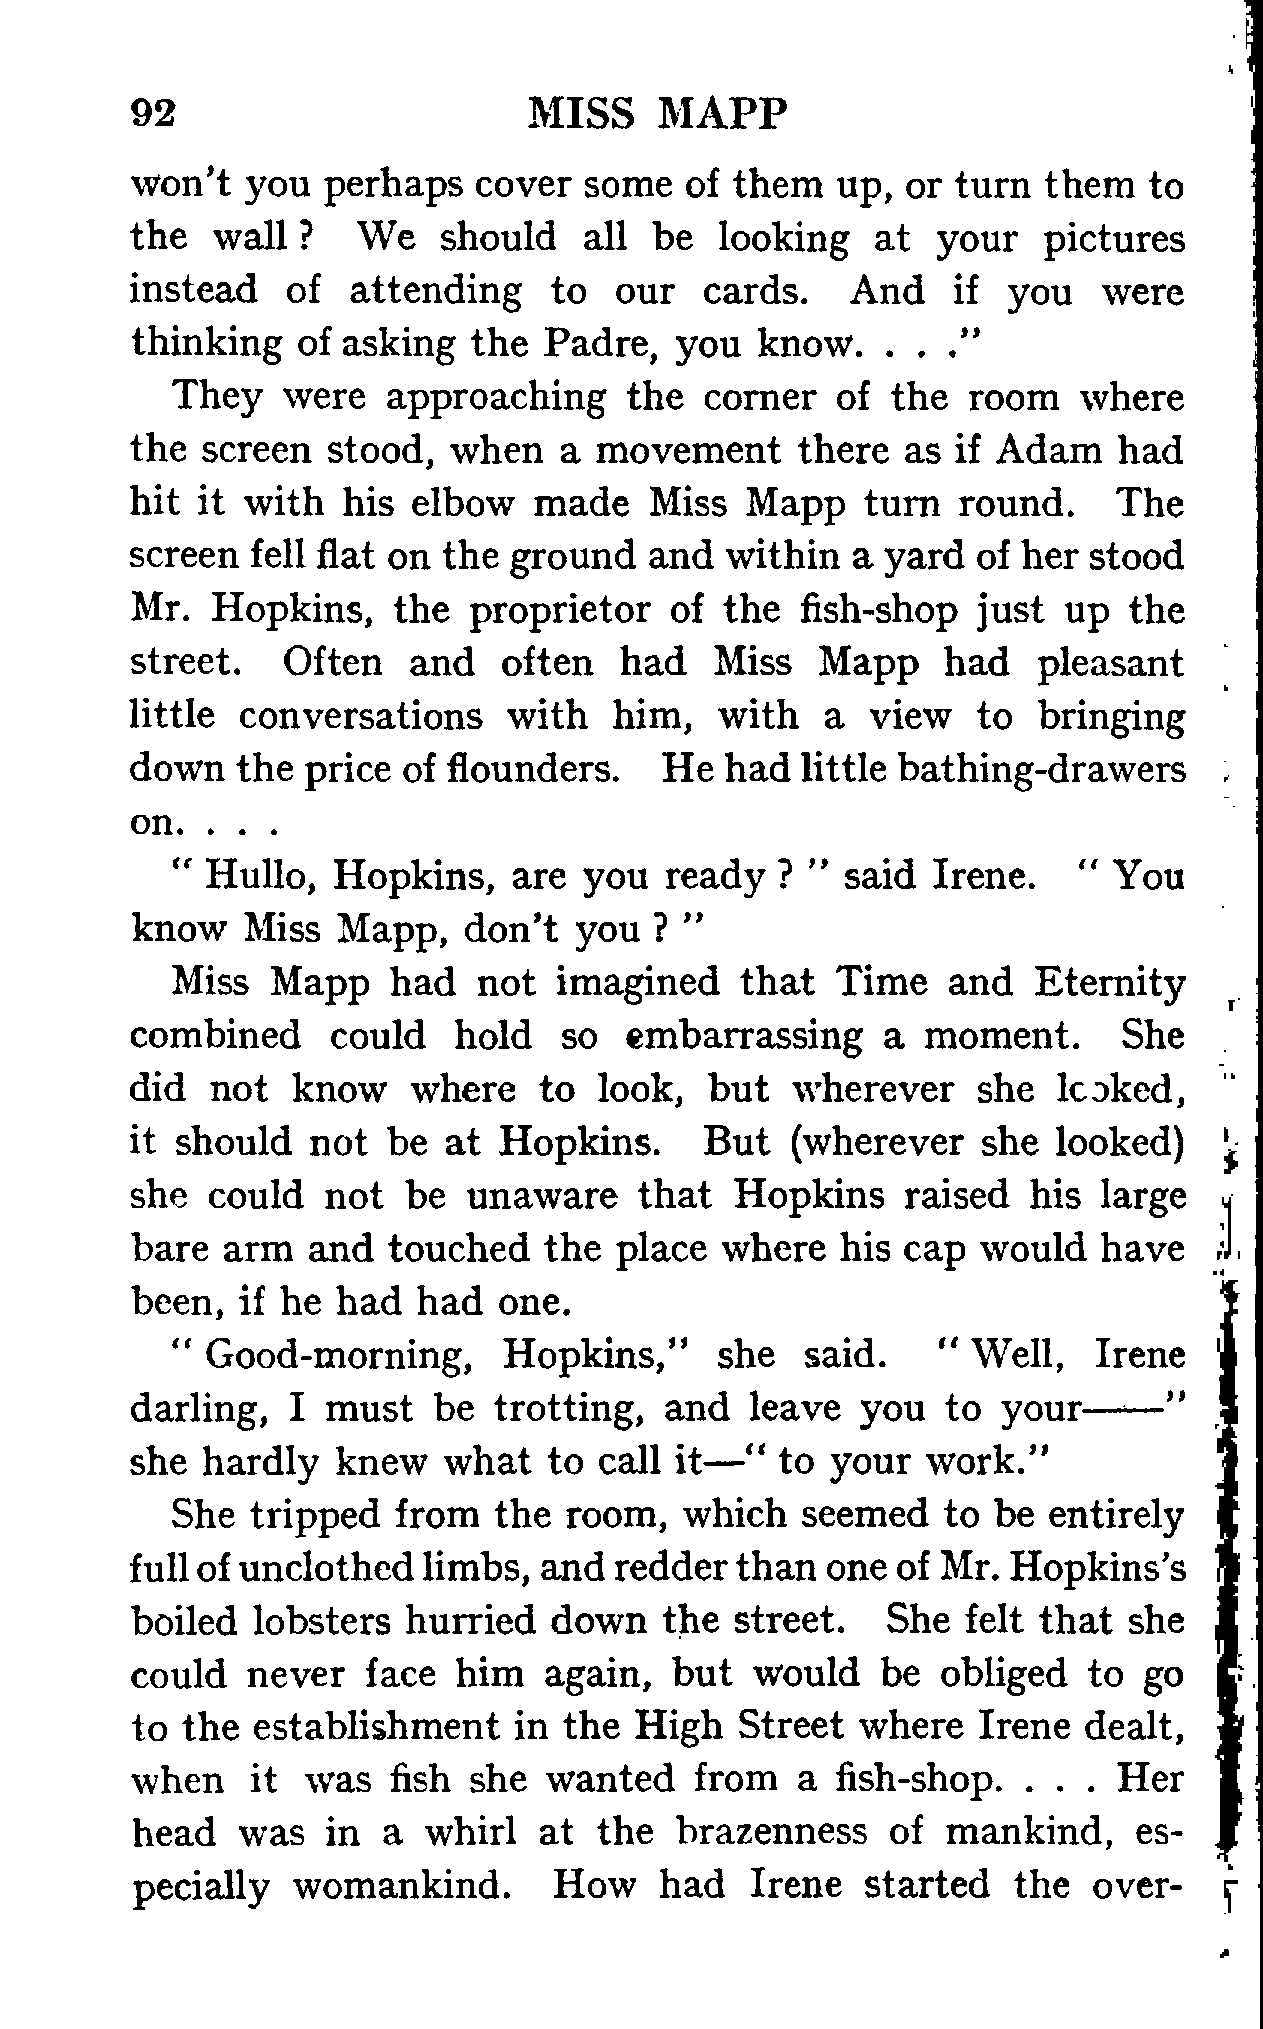 92 MISS MAPP
won't you perhaps cover some of them up, or turn them to
the wall ? We should all be looking at your pictures
instead of attending to our cards. And if you were
thinking of asking the Padre, you know. . . ."
They were approaching the corner of the room where
the screen stood, when a movement there as if Adam had
hit it with his elbow made Miss Mapp turn round. The
screen fell flat on the ground and within a yard of her stood
Mr. Hopkins, the proprietor of the fish-shop just up the
street. Often and often had Miss Mapp had pleasant
little conversations with him, with a view to bringing
down the price of flounders. He had little bathing-drawers
on. . . .
" Hullo, Hopkins, are you ready ? " said Irene. " You
know Miss Mapp, don't you ? "
Miss Mapp had not imagined that Time and Eternity
combined could hold so embarrassing a moment. She
did not know where to look, but wherever she looked,
it should not be at Hopkins. But (wherever she looked)
she could not be unaware that Hopkins raised his large
bare arm and touched the place where his cap would have
been, if he had had one.
" Good-morning, Hopkins," she said. " Well, Irene
darling, I must be trotting, and leave you to your——"
she hardly knew what to call it—" to your work."
She tripped from the room, which seemed to be entirely
full of unclothed limbs, and redder than one of Mr. Hopkins's
boiled lobsters hurried down the street. She felt that she
could never face him again, but would be obliged to go
to the establishment in the High Street where Irene dealt,
when it was fish she wanted from a fish-shop. . . . Her
head was in a whirl at the brazenness of mankind, es-
pecially womankind. How had Irene started the over-